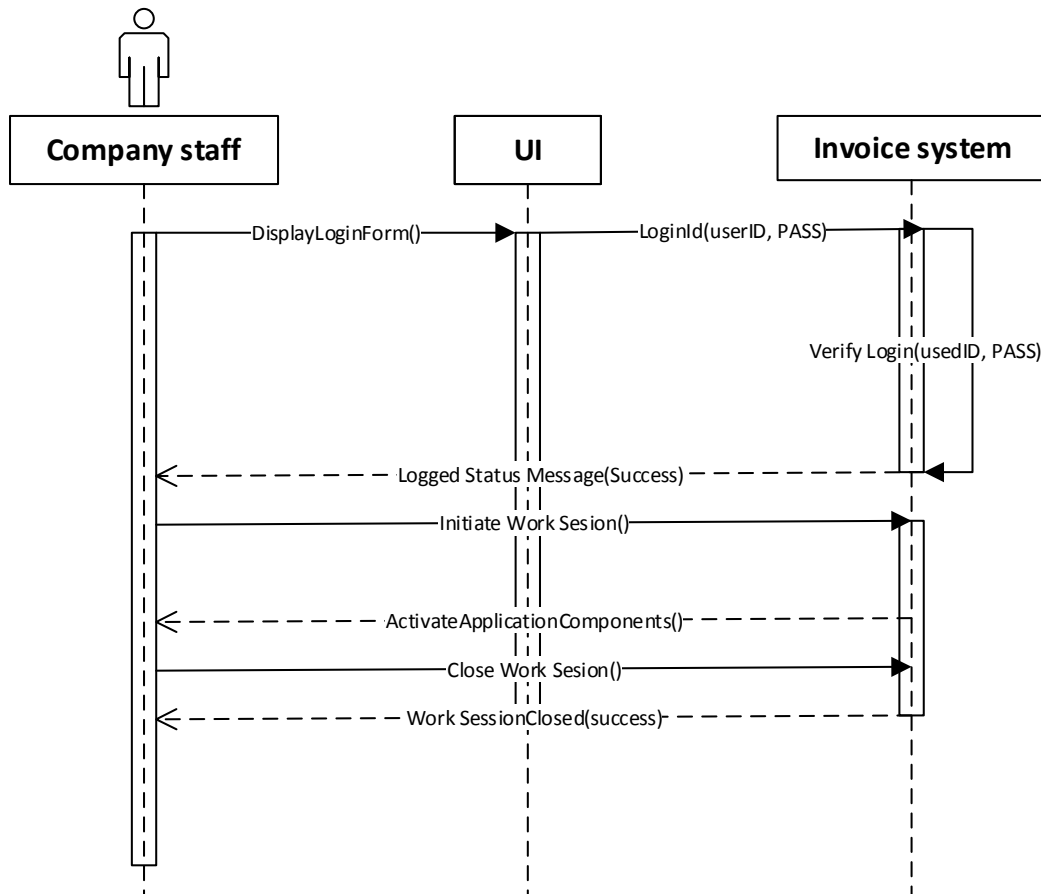 Company staff
UI
Invoice system
DisplayLoginForm()
LoginId(userID, PASS)
Verify Login(usedID, PASS)
Logged Status Message(Success)
Initiate Work Sesion()
ActivateApplicationComponents()
Close Work Sesion()
Work SessionClosed(success)